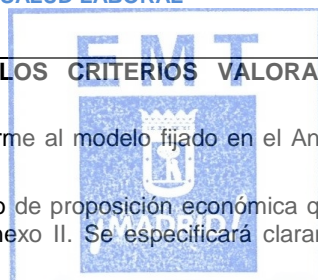 SALUD LABORAL
EMT
LOS CRITERIOS VALORA
rme al modelo fijado en el An
o de proposición económica q
¡MADRID!
nexo II. Se especificará claram